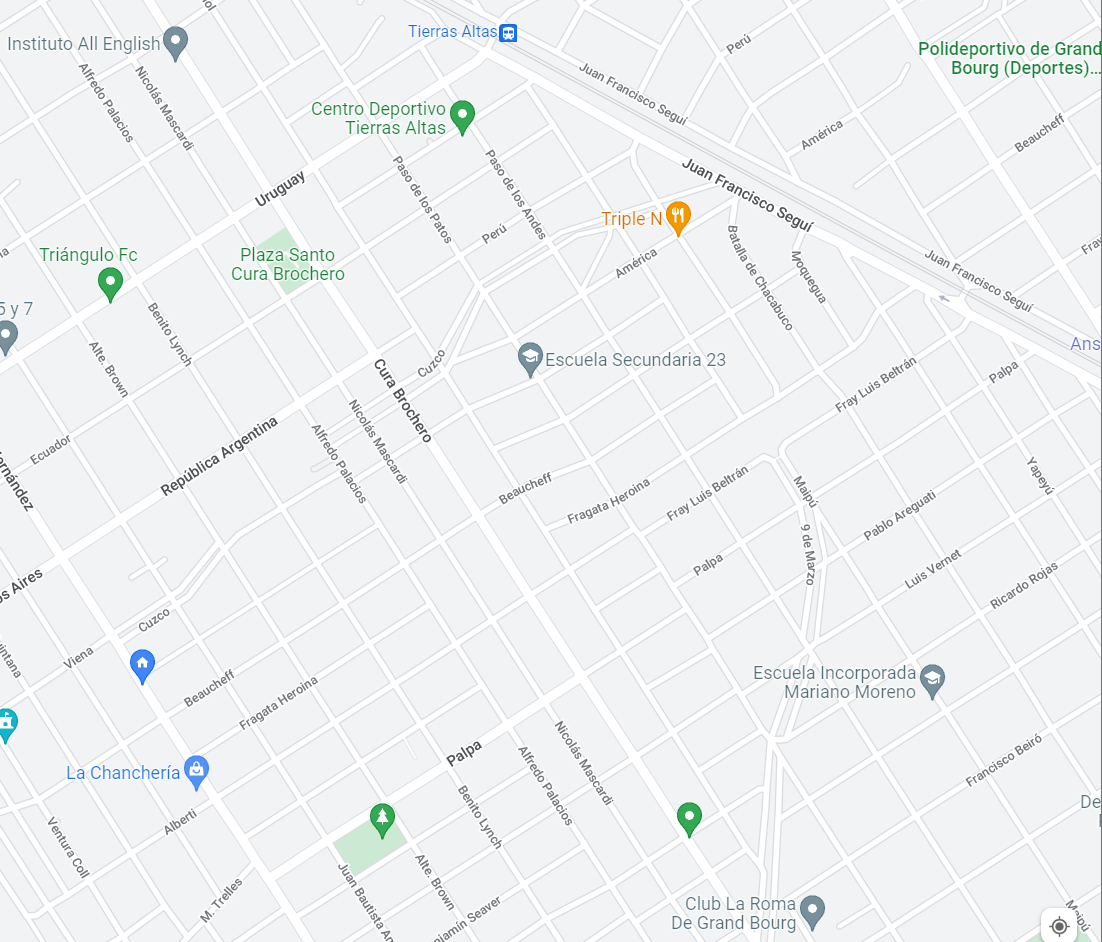 Tierras Altas
Instituto All English
Perú
Polideportivo de Grand
Bourg (Deportes)...
Alfredo Palacios
Nicolás Mascardi
Juan Francisco Seguí
Centro Deportivo
Tierras Altas
América
Beaucheff
Paso de los Patos
Paso de los Andes
Juan Francisco Seguí
Uruguay
Triple N
Perú
Batalla de Chacabuco
Triángulo Fc
Plaza Santo
Cura Brochero
América
Moquegua
Juan Francisco Seguí
5 y 7
Benito Lynch
Alte. Brown
Cuzco
Escuela Secundaria 23
Cura Brochero
Fray Luis Beltrán
Palpa
Ecuador
República Argentina
Nicolás Mascardi
Alfredo Palacios
Beaucheff
Fragata Heroina
Fray Luis Beltrán
Maipú
Yapeyú
Pablo Areguati
9 de Marzo
Palpa
Luis Vernet
Ricardo Rojas
Cuzco
Viena
Beaucheff
Fragata Heroina
Escuela Incorporada
Mariano Moreno
Palpa
Nicolás Mascardi
Alfredo Palacios
Francisco Beiró
La Chanchería
Benito Lynch
Alberti
Ventura Coll
M. Trelles
Juan Bautista
Alte. Brown
Seaver
Club La Roma
De Grand Bourg
Maipú